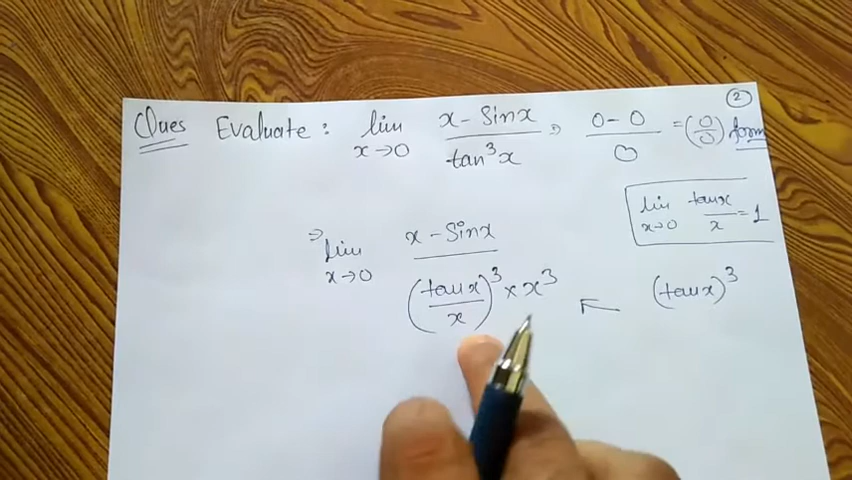 ②
Ques Evaluate: lim x→0 (x - Sinx)/(tan³x) ⇒ (0-0)/0 = (0/0) form
lim x→0 tanx/x = 1
⇒ lim x→0 (x - Sinx)/((tanx/x)³ × x³) ← (tanx)³